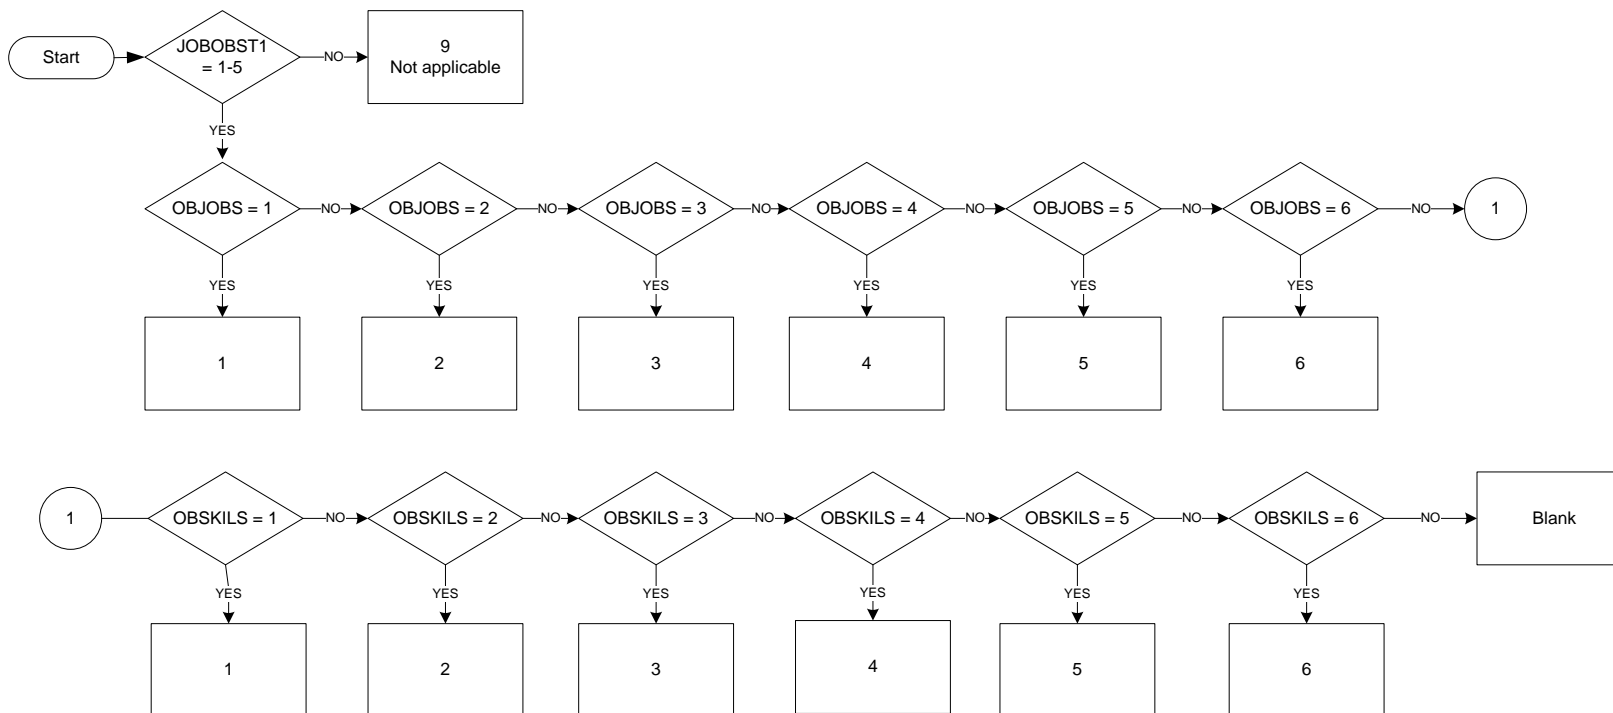 Start
JOBOBST1
= 1-5
NO
9
Not applicable
YES
OBJOBS = 1
NO
OBJOBS = 2
NO
OBJOBS = 3
NO
OBJOBS = 4
NO
OBJOBS = 5
NO
OBJOBS = 6
NO
1
YES
YES
YES
YES
YES
YES
1
2
3
4
5
6
1
OBSKILS = 1
NO
OBSKILS = 2
NO
OBSKILS = 3
NO
OBSKILS = 4
NO
OBSKILS = 5
NO
OBSKILS = 6
NO
Blank
YES
YES
YES
YES
YES
YES
1
2
3
4
5
6